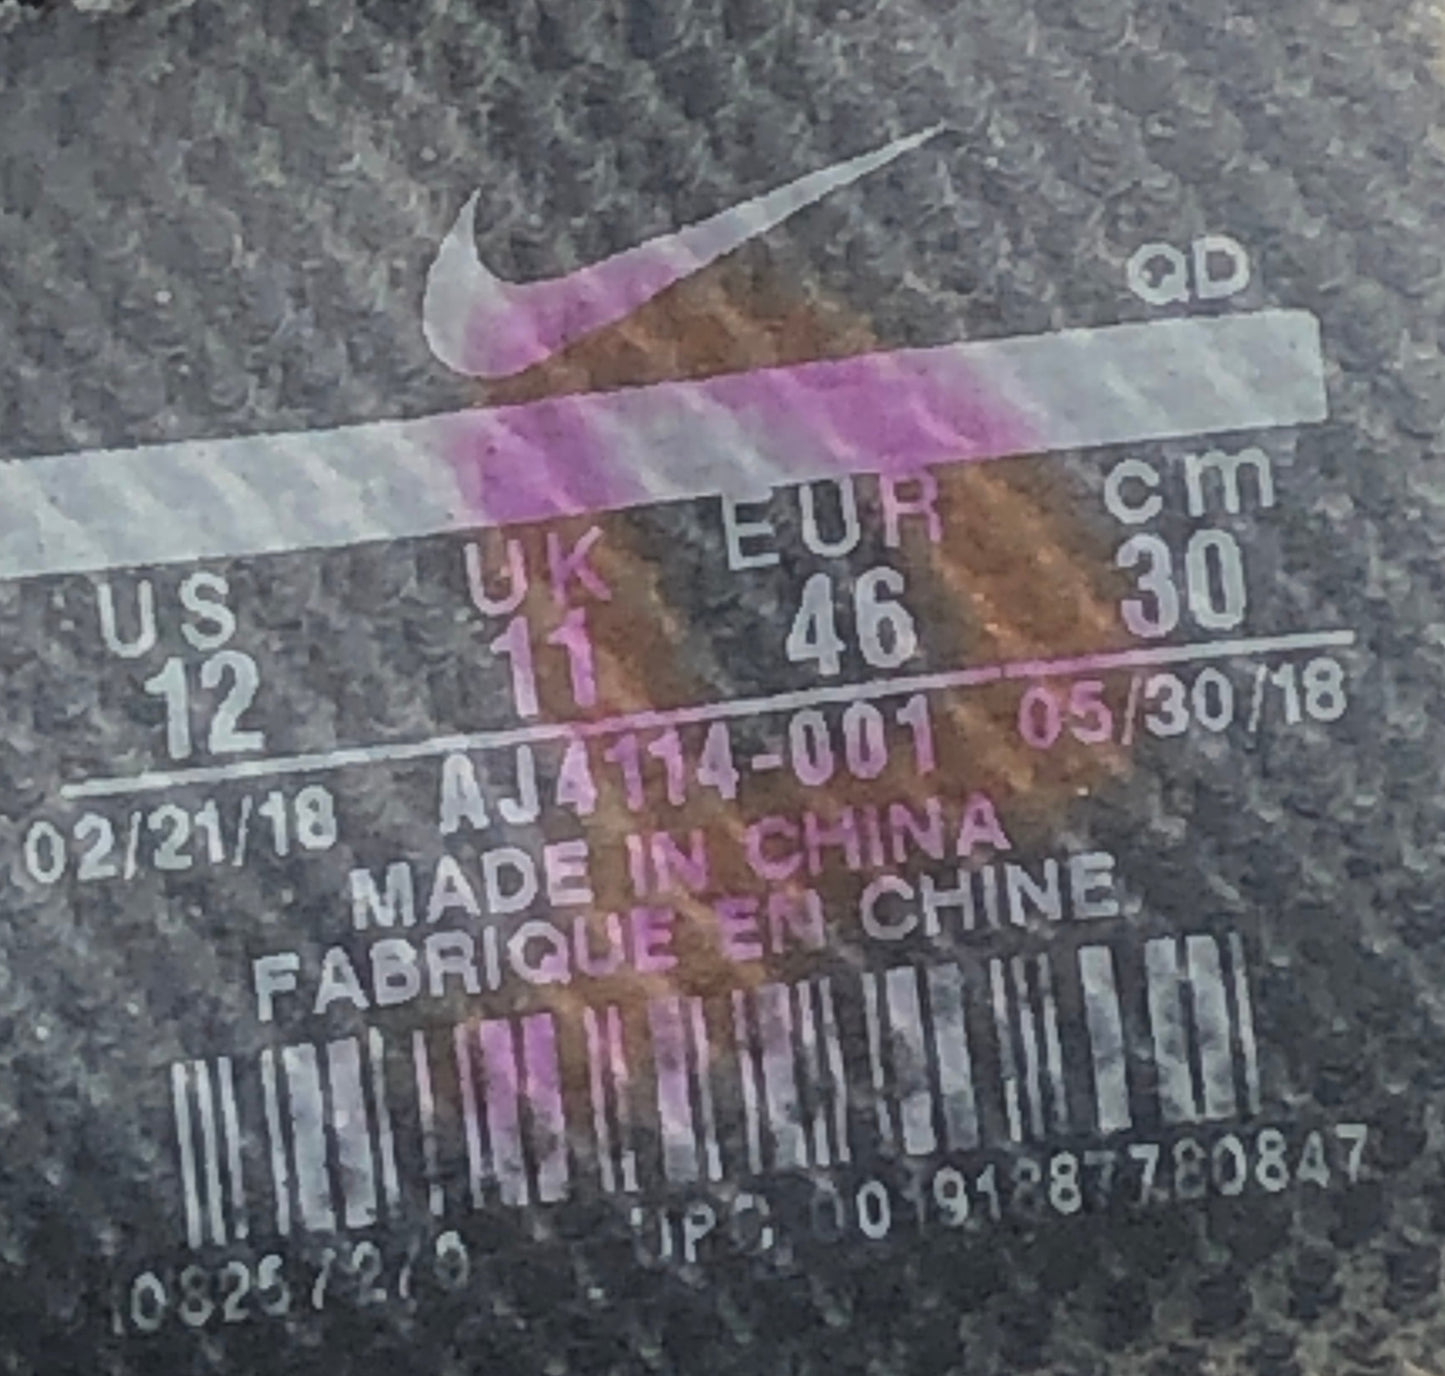 QD
US UK EUR cm
12 11 46 30
02/21/18 AJ4114-001 05/30/18
MADE IN CHINA
FABRIQUE EN CHINE
UPC